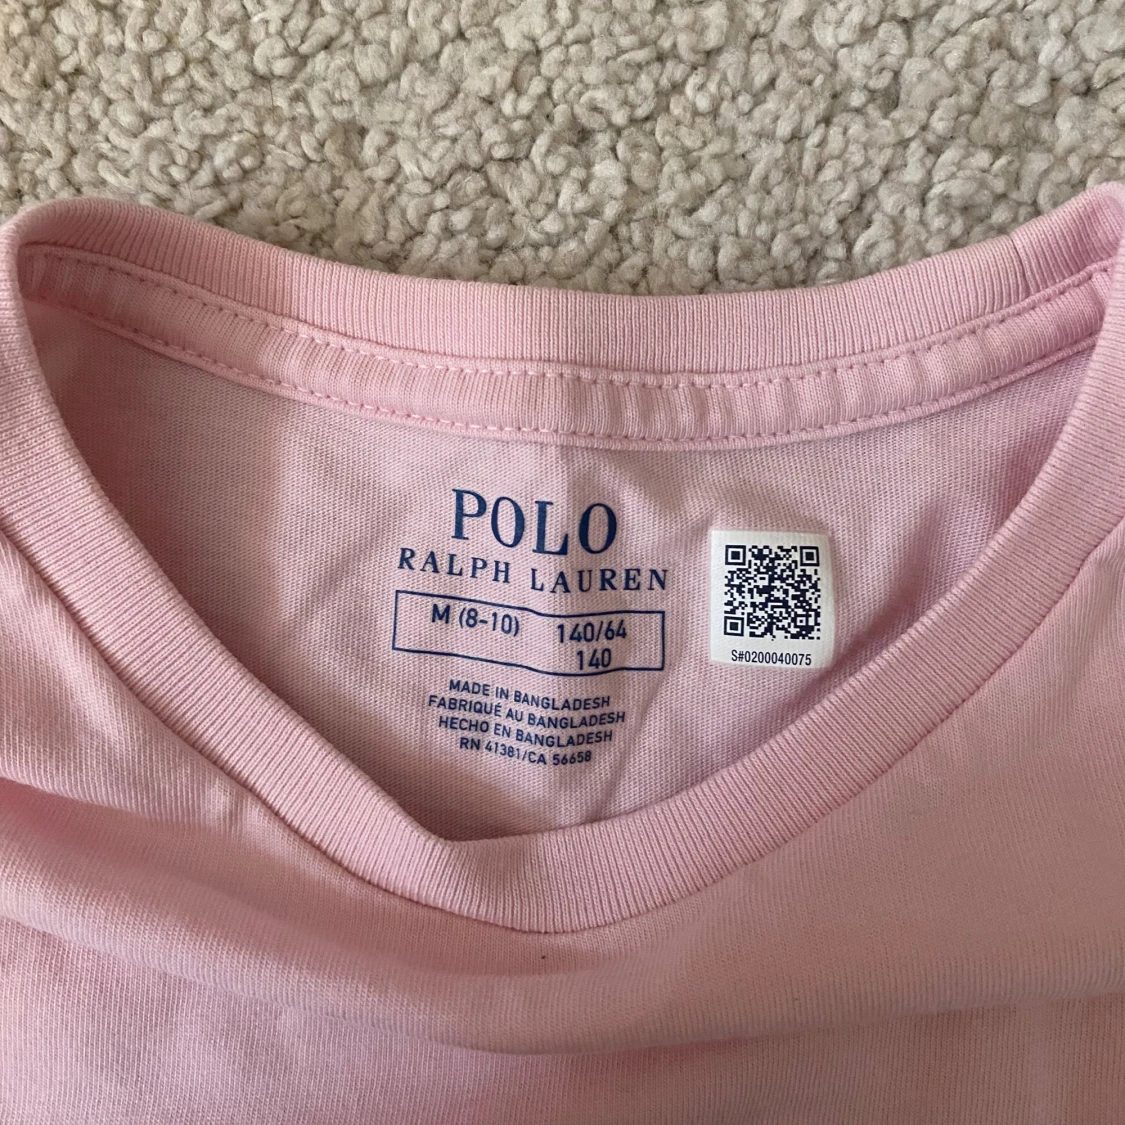 POLO
RALPH LAUREN
M (8-10) 140/64
140
MADE IN BANGLADESH
FABRIQUÉ AU BANGLADESH
HECHO EN BANGLADESH
RN 41381/CA 56658
S#0200040075